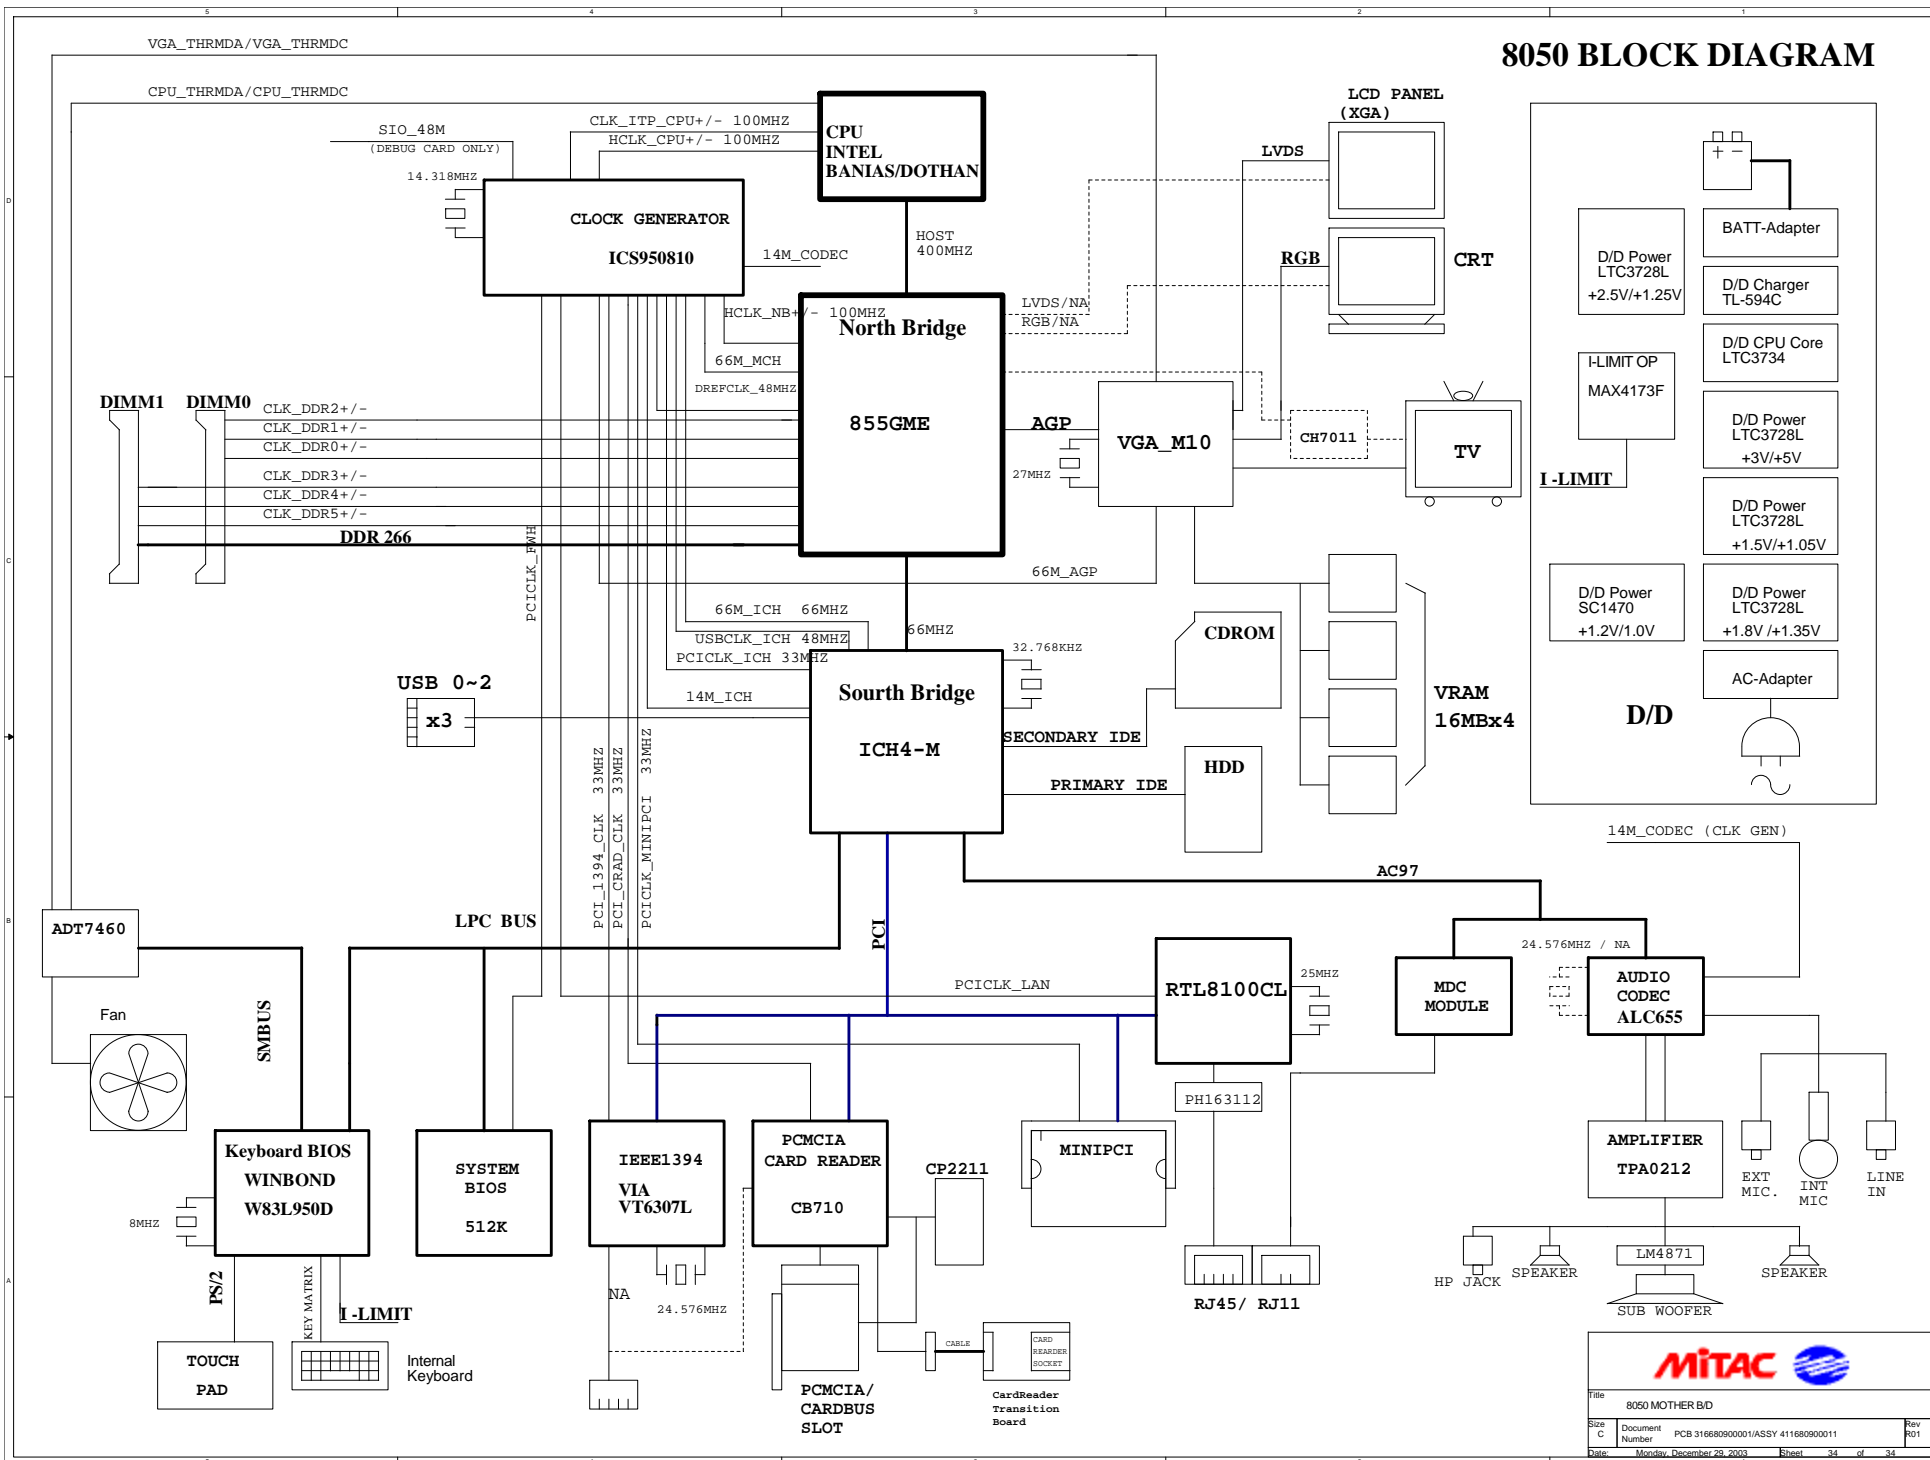 5 4 3 2 1
8050 BLOCK DIAGRAM
VGA_THRMDA/VGA_THRMDC
CPU_THRMDA/CPU_THRMDC
SIO_48M
(DEBUG CARD ONLY)
CLK_ITP_CPU+/- 100MHZ
HCLK_CPU+/- 100MHZ
14.318MHZ
CPU
INTEL
BANIAS/DOTHAN
CLOCK GENERATOR
ICS950810
14M_CODEC
HOST
400MHZ
LCD PANEL
(XGA)
LVDS
RGB
CRT
LVDS/NA
RGB/NA
HCLK_NB+/- 100MHZ
66M_MCH
DREFCLK_48MHZ
North Bridge
855GME
DIMM1
DIMM0
CLK_DDR2+/-
CLK_DDR1+/-
CLK_DDR0+/-
CLK_DDR3+/-
CLK_DDR4+/-
CLK_DDR5+/-
DDR 266
PCICLK_FWH
AGP
27MHZ
VGA_M10
CH7011
TV
66M_AGP
66M_ICH 66MHZ
USBCLK_ICH 48MHZ
PCICLK_ICH 33MHZ
14M_ICH
66MHZ
32.768KHZ
USB 0~2
x3
Sourth Bridge
ICH4-M
CDROM
SECONDARY IDE
PRIMARY IDE
HDD
VRAM
16MBx4
PCI_1394_CLK 33MHZ
PCI_CRAD_CLK 33MHZ
PCICLK_MINIPCI 33MHZ
+ -
BATT-Adapter
D/D Power
LTC3728L
+2.5V/+1.25V
D/D Charger
TL-594C
D/D CPU Core
LTC3734
I-LIMIT OP
MAX4173F
I -LIMIT
D/D Power
LTC3728L
+3V/+5V
D/D Power
LTC3728L
+1.5V/+1.05V
D/D Power
SC1470
+1.2V/1.0V
D/D Power
LTC3728L
+1.8V /+1.35V
AC-Adapter
D/D
14M_CODEC (CLK GEN)
AC97
24.576MHZ / NA
ADT7460
LPC BUS
PCI
PCICLK_LAN
RTL8100CL
25MHZ
MDC
MODULE
AUDIO
CODEC
ALC655
Fan
SMBUS
PH163112
Keyboard BIOS
WINBOND
W83L950D
8MHZ
SYSTEM
BIOS
512K
IEEE1394
VIA
VT6307L
PCMCIA
CARD READER
CB710
CP2211
MINIPCI
AMPLIFIER
TPA0212
EXT
MIC.
INT
MIC
LINE
IN
PS/2
KEY MATRIX
I -LIMIT
NA
24.576MHZ
RJ45/ RJ11
HP JACK
SPEAKER
LM4871
SUB WOOFER
SPEAKER
TOUCH
PAD
Internal
Keyboard
PCMCIA/
CARDBUS
SLOT
CABLE
CARD
REARDER
SOCKET
CardReader
Transition
Board
MiTAC
Title
8050 MOTHER B/D
Size
C
Document
Number
PCB 316680900001/ASSY 411680900011
Rev
R01
Date: Monday, December 29, 2003 Sheet 34 of 34
D
C
B
A